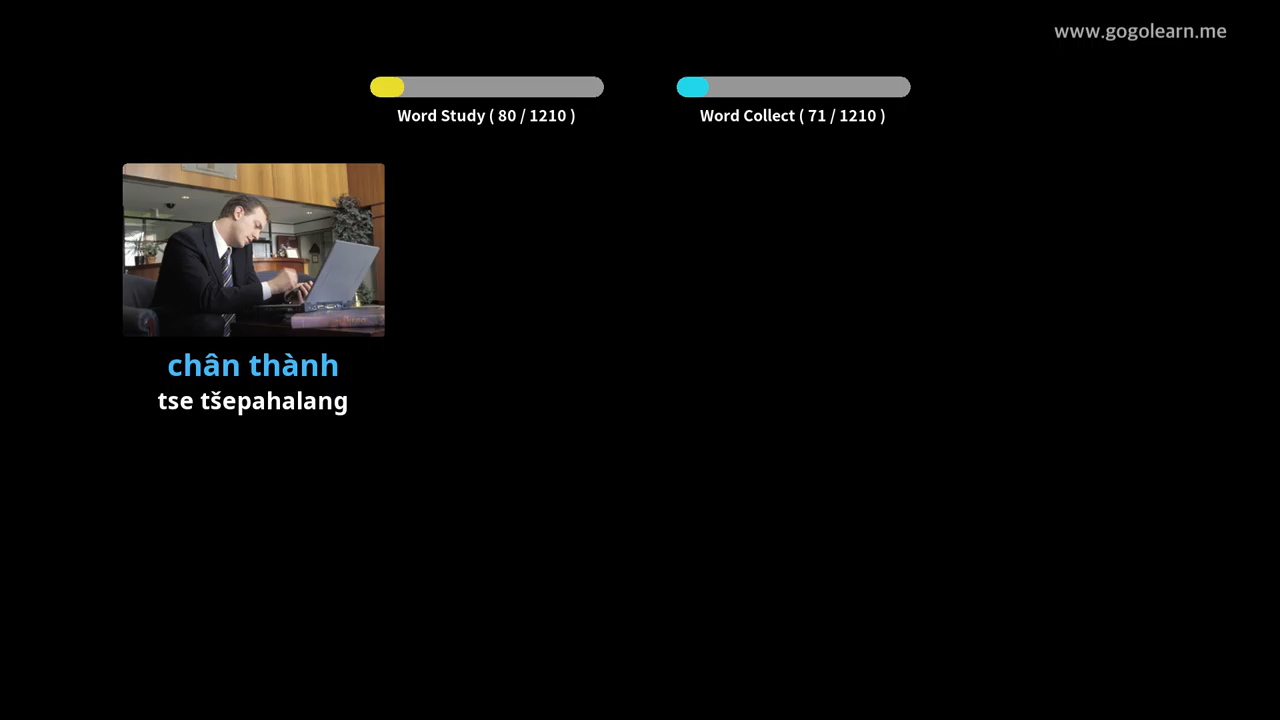 www.gogolearn.me
Word Study ( 80 / 1210 )
Word Collect ( 71 / 1210 )
chân thành
tse tšepahalang